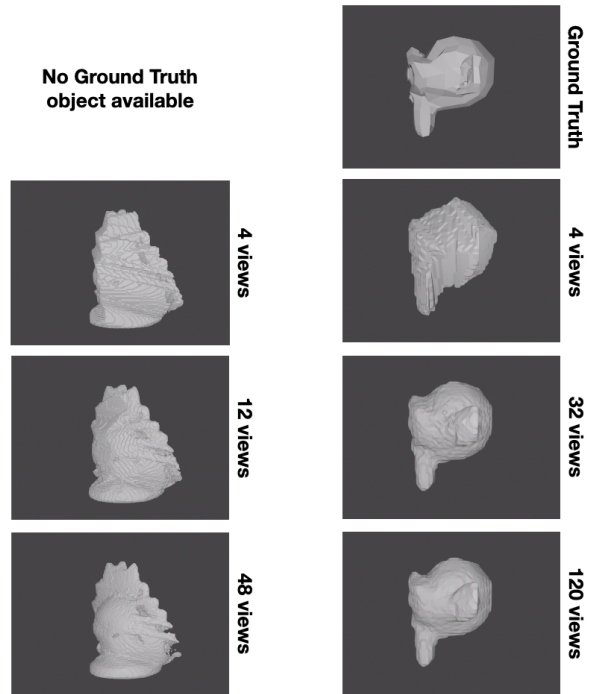 No Ground Truth
object available
4 views
12 views
48 views
Ground Truth
4 views
32 views
120 views